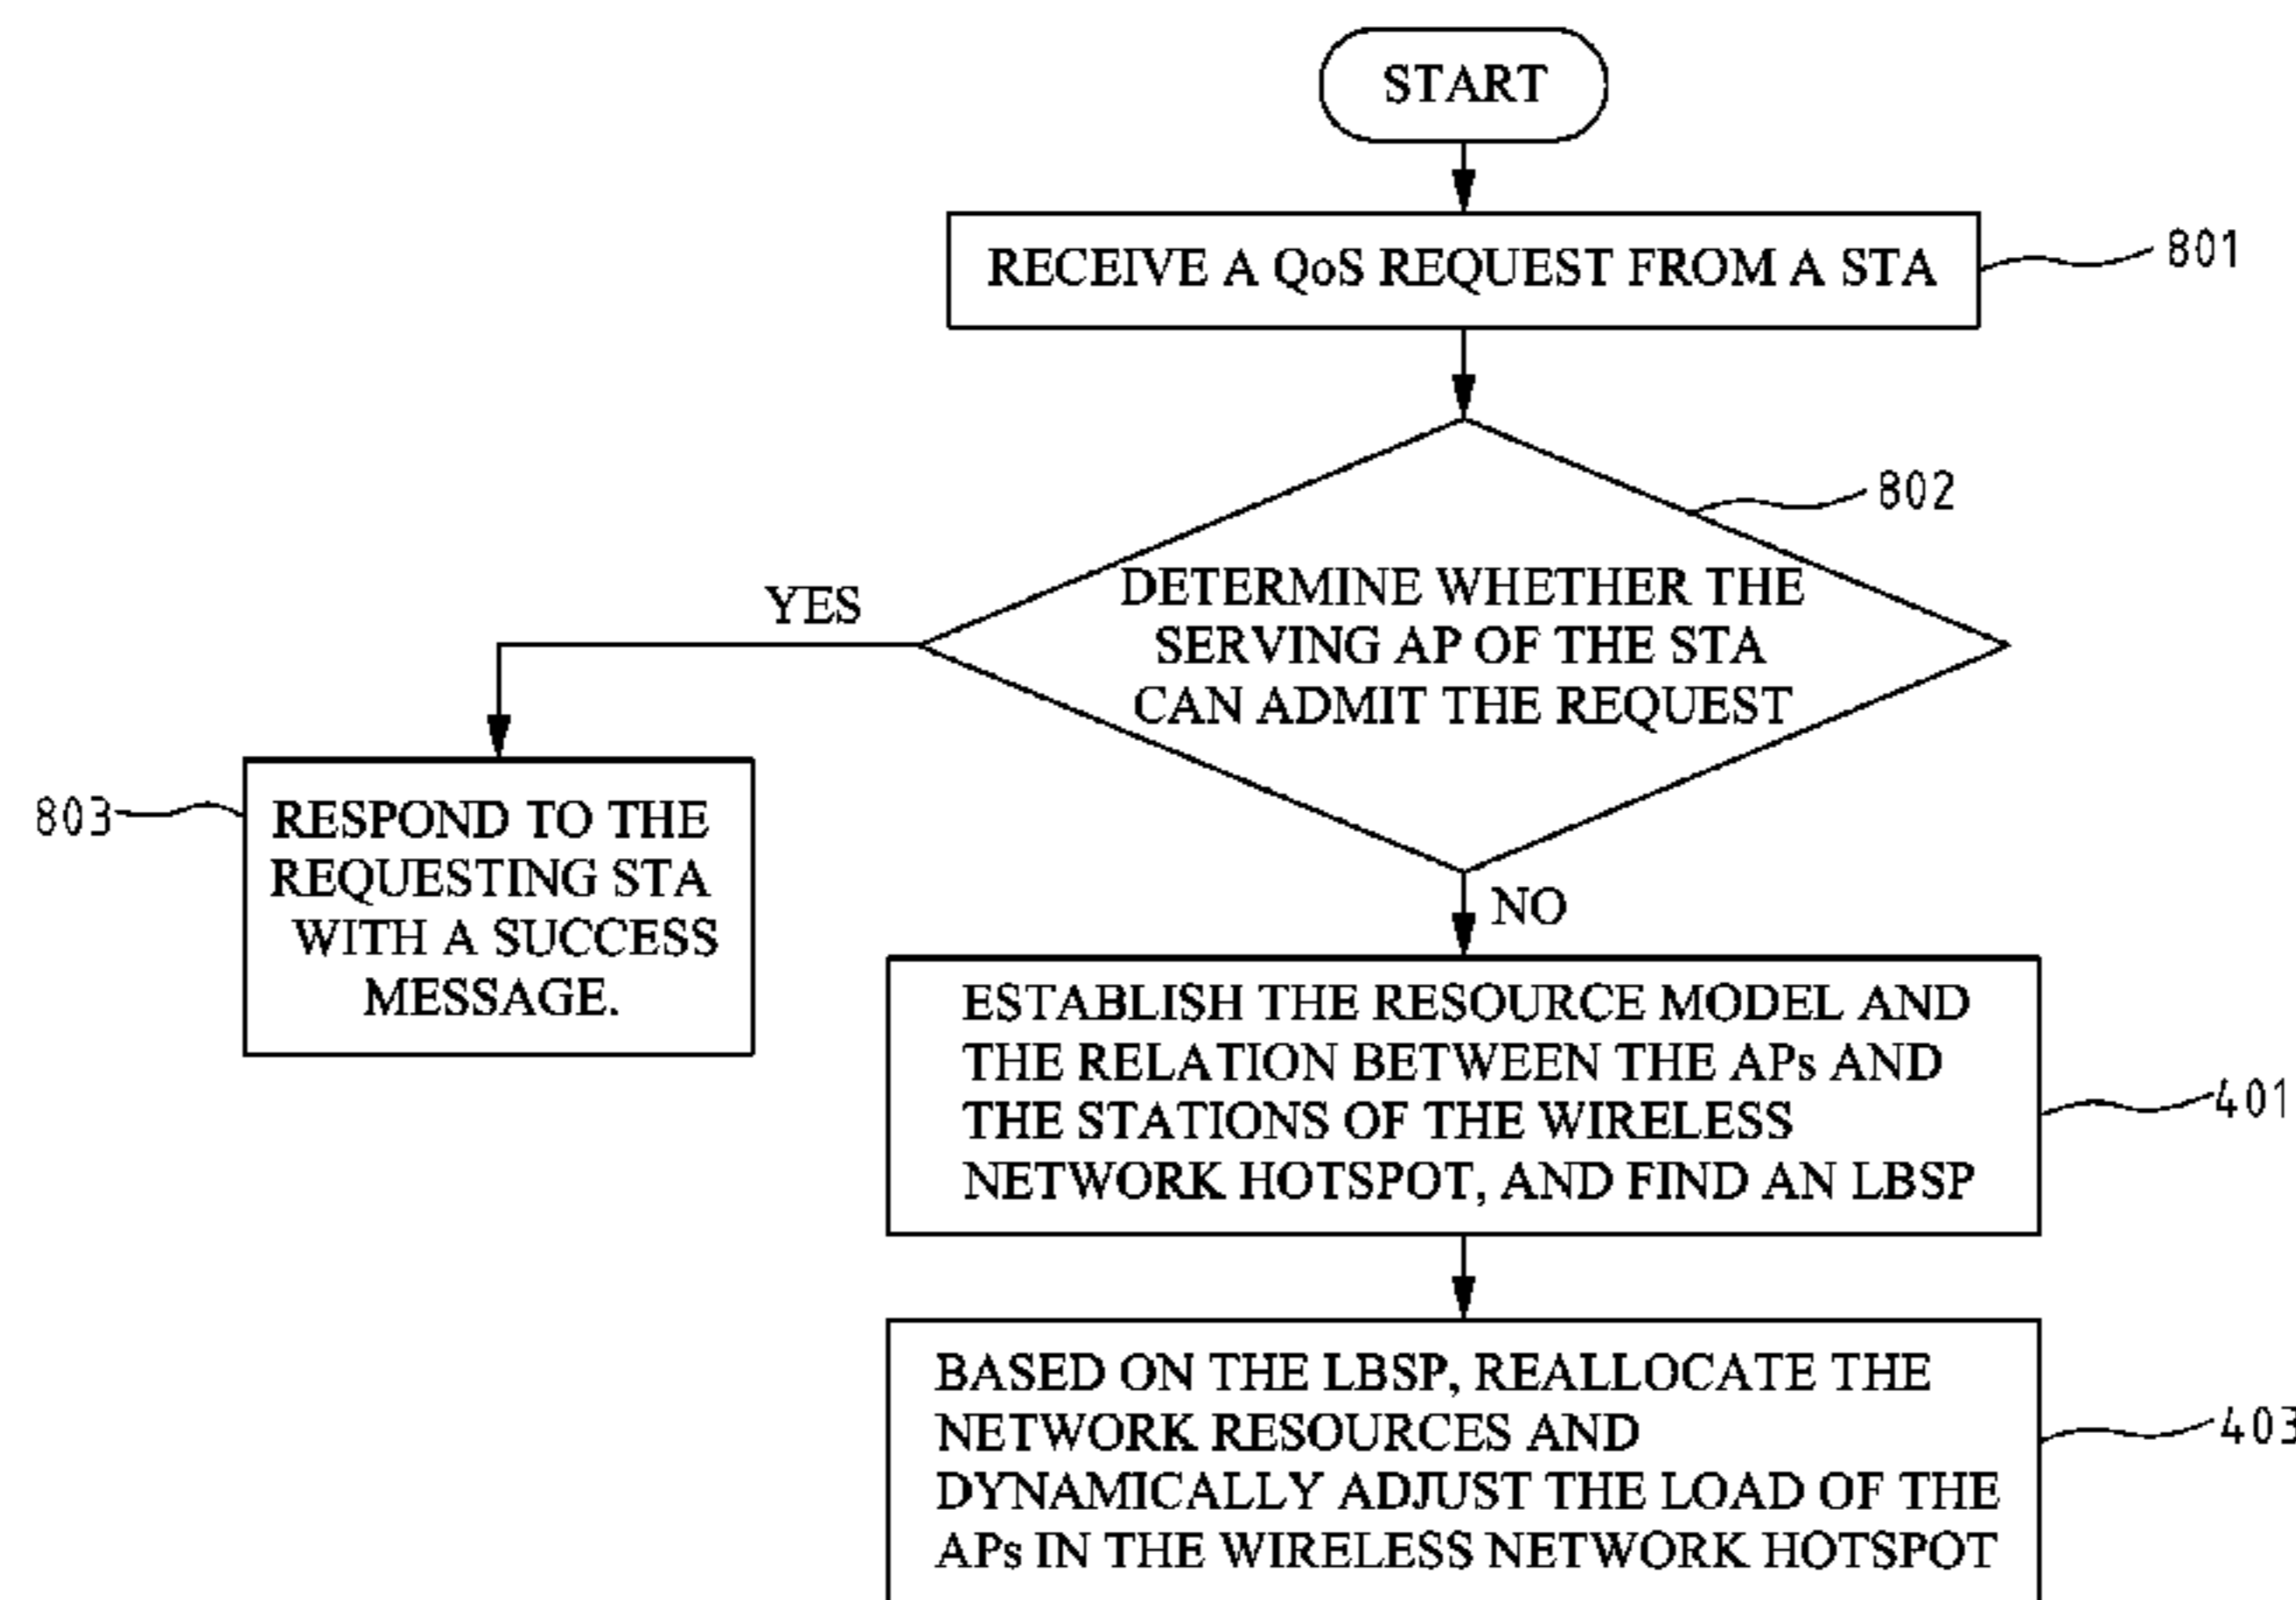 START
RECEIVE A QoS REQUEST FROM A STA
801
802
DETERMINE WHETHER THE
SERVING AP OF THE STA
CAN ADMIT THE REQUEST
YES
NO
803
RESPOND TO THE
REQUESTING STA
WITH A SUCCESS
MESSAGE.
ESTABLISH THE RESOURCE MODEL AND
THE RELATION BETWEEN THE APs AND
THE STATIONS OF THE WIRELESS
NETWORK HOTSPOT, AND FIND AN LBSP
401
BASED ON THE LBSP, REALLOCATE THE
NETWORK RESOURCES AND
DYNAMICALLY ADJUST THE LOAD OF THE
APs IN THE WIRELESS NETWORK HOTSPOT
403